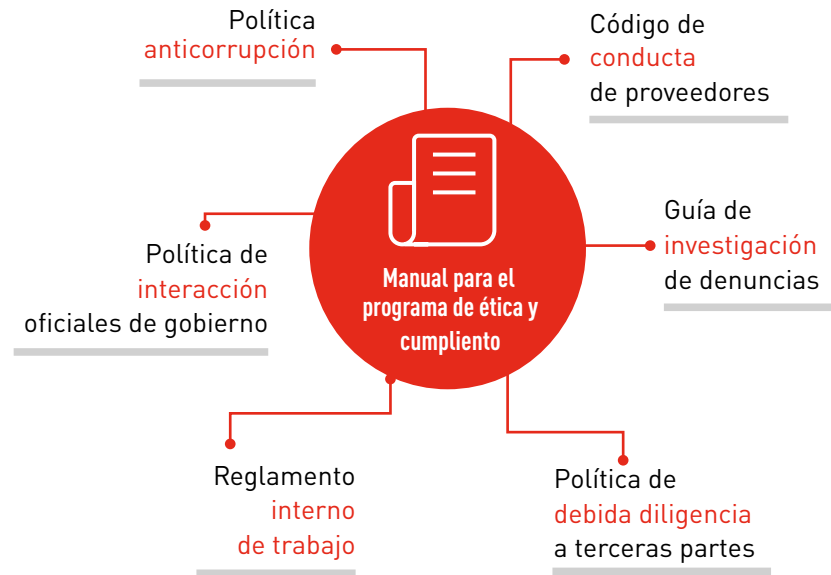 Política
anticorrupción
Código de
conducta
de proveedores
Política de
interacción
oficiales de gobierno
Manual para el
programa de ética y
cumpliento
Guía de
investigación
de denuncias
Reglamento
interno
de trabajo
Política de
debida diligencia
a terceras partes